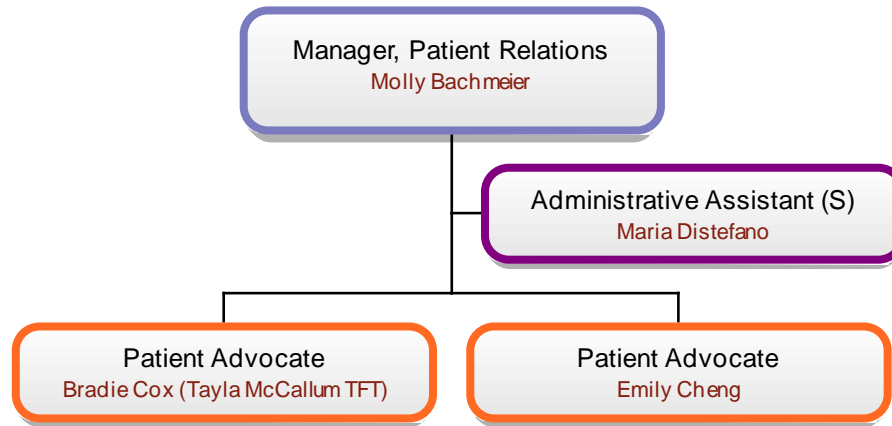 Manager, Patient Relations
Molly Bachmeier
Administrative Assistant (S)
Maria Distefano
Patient Advocate
Bradie Cox (Tayla McCallum TFT)
Patient Advocate
Emily Cheng